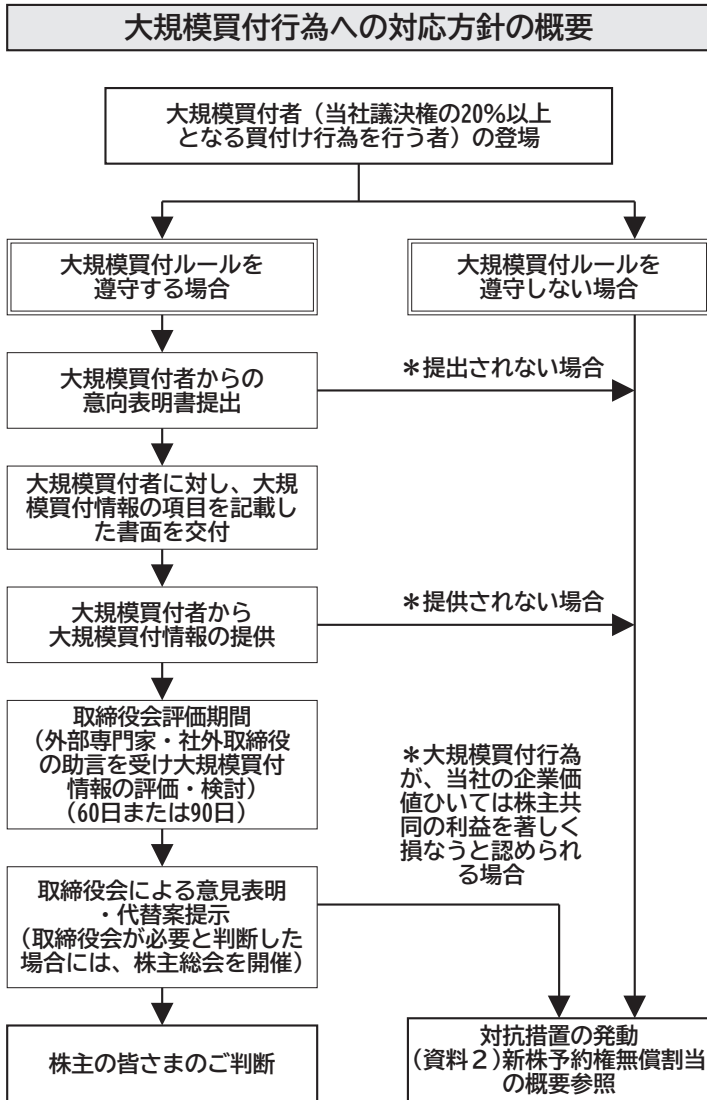 大規模買付行為への対応方針の概要
大規模買付者（当社議決権の20%以上
となる買付け行為を行う者）の登場
大規模買付ルールを
遵守する場合
大規模買付ルールを
遵守しない場合
大規模買付者からの
意向表明書提出
＊提出されない場合
大規模買付者に対し、大規
模買付情報の項目を記載し
た書面を交付
大規模買付者から
大規模買付情報の提供
＊提供されない場合
取締役会評価期間
（外部専門家・社外取締役
の助言を受け大規模買付
情報の評価・検討）
（60日または90日）
＊大規模買付行為
が、当社の企業価
値ひいては株主共
同の利益を著しく
損なうと認められ
る場合
取締役会による意見表明
・代替案提示
（取締役会が必要と判断した
場合には、株主総会を開催）
株主の皆さまのご判断
対抗措置の発動
（資料２）新株予約権無償割当
の概要参照